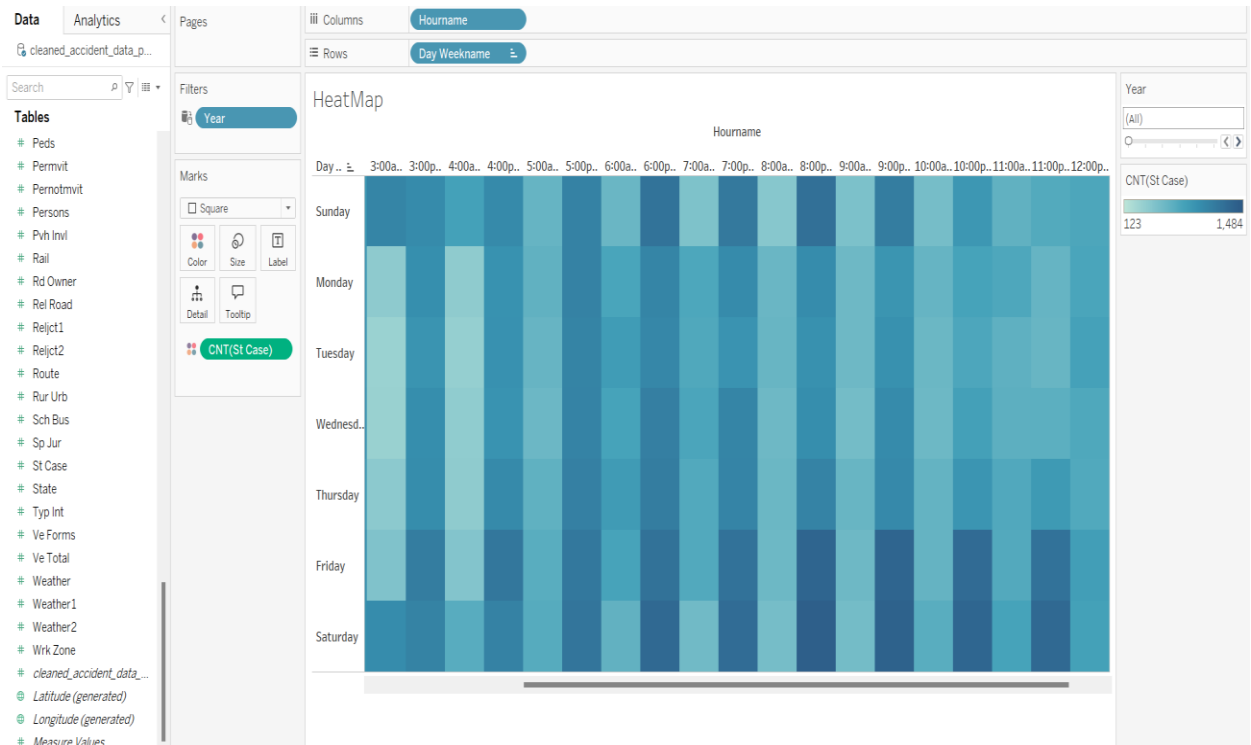 Data Analytics
cleaned_accident_data_p...
Search
Tables
# Peds
# Permvit
# Pernotmvit
# Persons
# Pvh Invl
# Rail
# Rd Owner
# Rel Road
# Reljct1
# Reljct2
# Route
# Rur Urb
# Sch Bus
# Sp Jur
# St Case
# State
# Typ Int
# Ve Forms
# Ve Total
# Weather
# Weather1
# Weather2
# Wrk Zone
# cleaned_accident_data_...
Latitude (generated)
Longitude (generated)
# Measure Values
Pages
Filters
Year
Marks
Square
Color Size Label
Detail Tooltip
CNT(St Case)
Columns Hourname
Rows Day Weekname
HeatMap
Hourname
Day .. 3:00a.. 3:00p.. 4:00a.. 4:00p.. 5:00a.. 5:00p.. 6:00a.. 6:00p.. 7:00a.. 7:00p.. 8:00a.. 8:00p.. 9:00a.. 9:00p.. 10:00a.. 10:00p.. 11:00a.. 11:00p.. 12:00p..
Sunday
Monday
Tuesday
Wednesd..
Thursday
Friday
Saturday
Year
(All)
CNT(St Case)
123 1,484